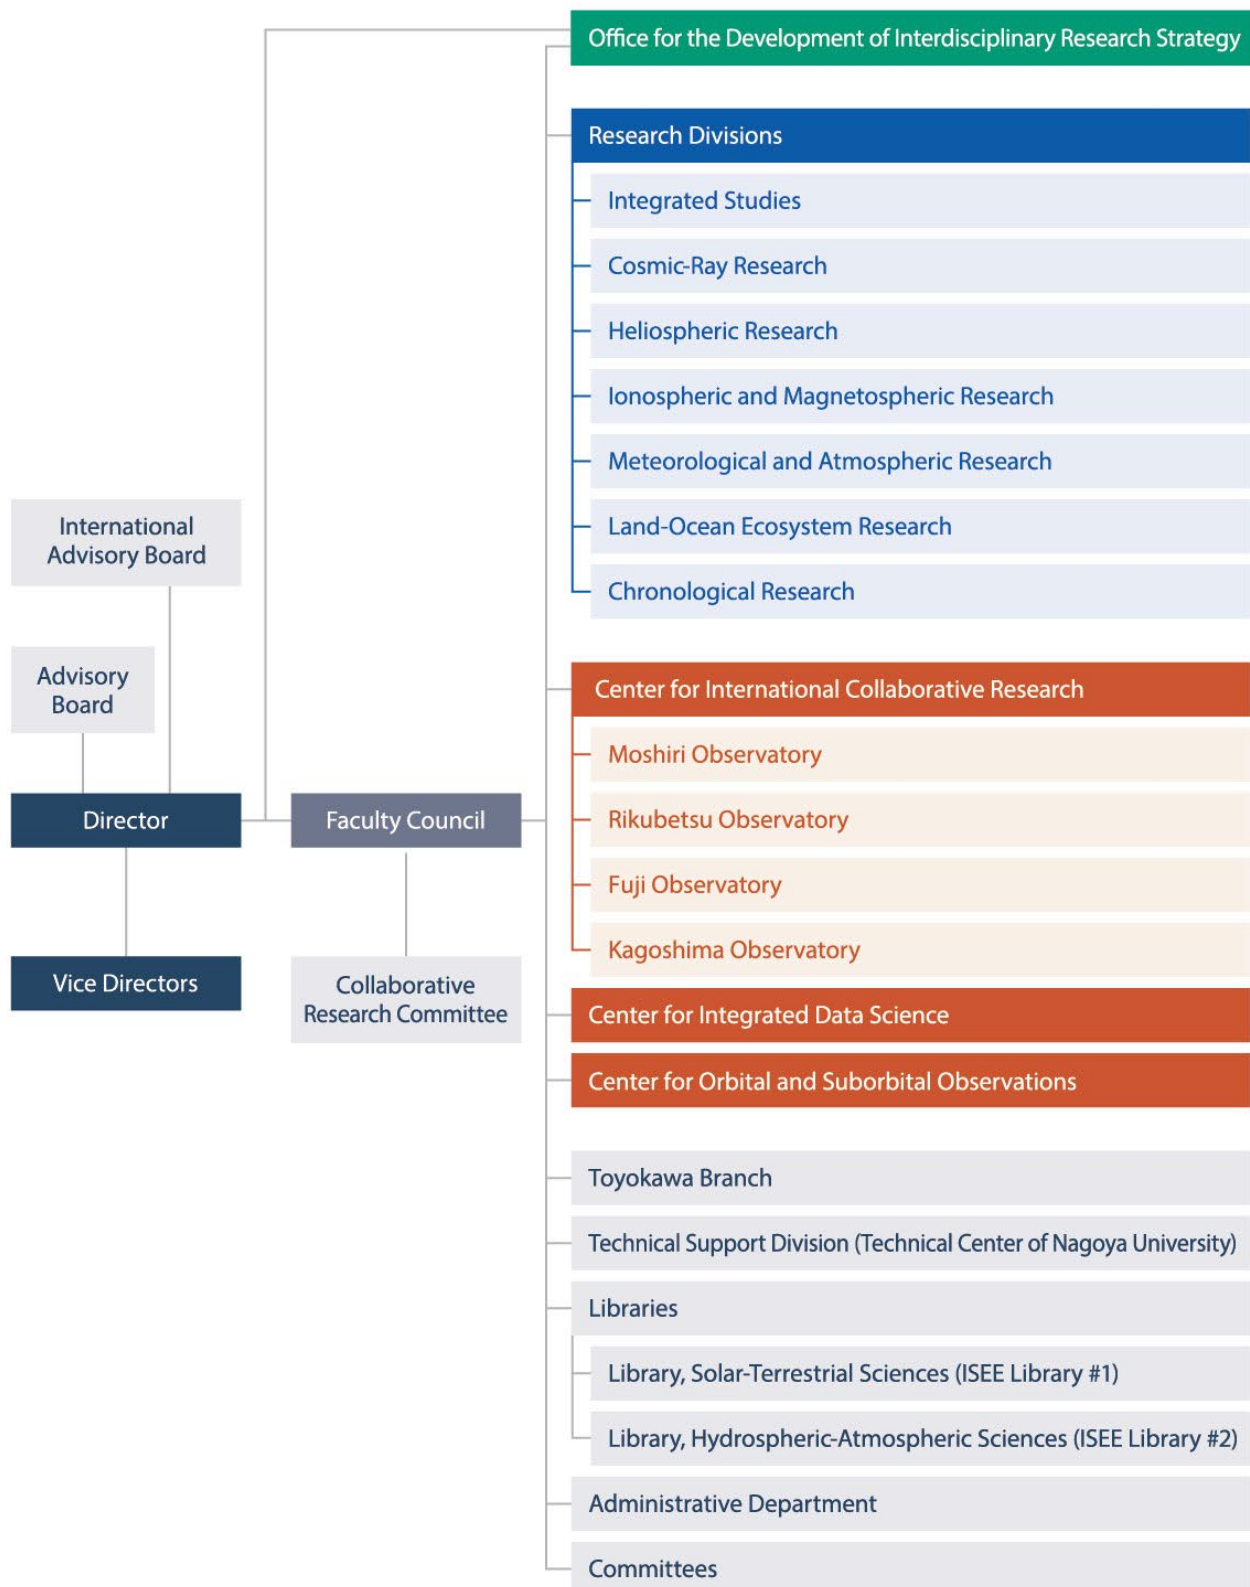 Office for the Development of Interdisciplinary Research Strategy
Research Divisions
Integrated Studies
Cosmic-Ray Research
Heliospheric Research
Ionospheric and Magnetospheric Research
Meteorological and Atmospheric Research
Land-Ocean Ecosystem Research
Chronological Research
International
Advisory Board
Advisory
Board
Director
Vice Directors
Faculty Council
Collaborative
Research Committee
Center for International Collaborative Research
Moshiri Observatory
Rikubetsu Observatory
Fuji Observatory
Kagoshima Observatory
Center for Integrated Data Science
Center for Orbital and Suborbital Observations
Toyokawa Branch
Technical Support Division (Technical Center of Nagoya University)
Libraries
Library, Solar-Terrestrial Sciences (ISEE Library #1)
Library, Hydrospheric-Atmospheric Sciences (ISEE Library #2)
Administrative Department
Committees